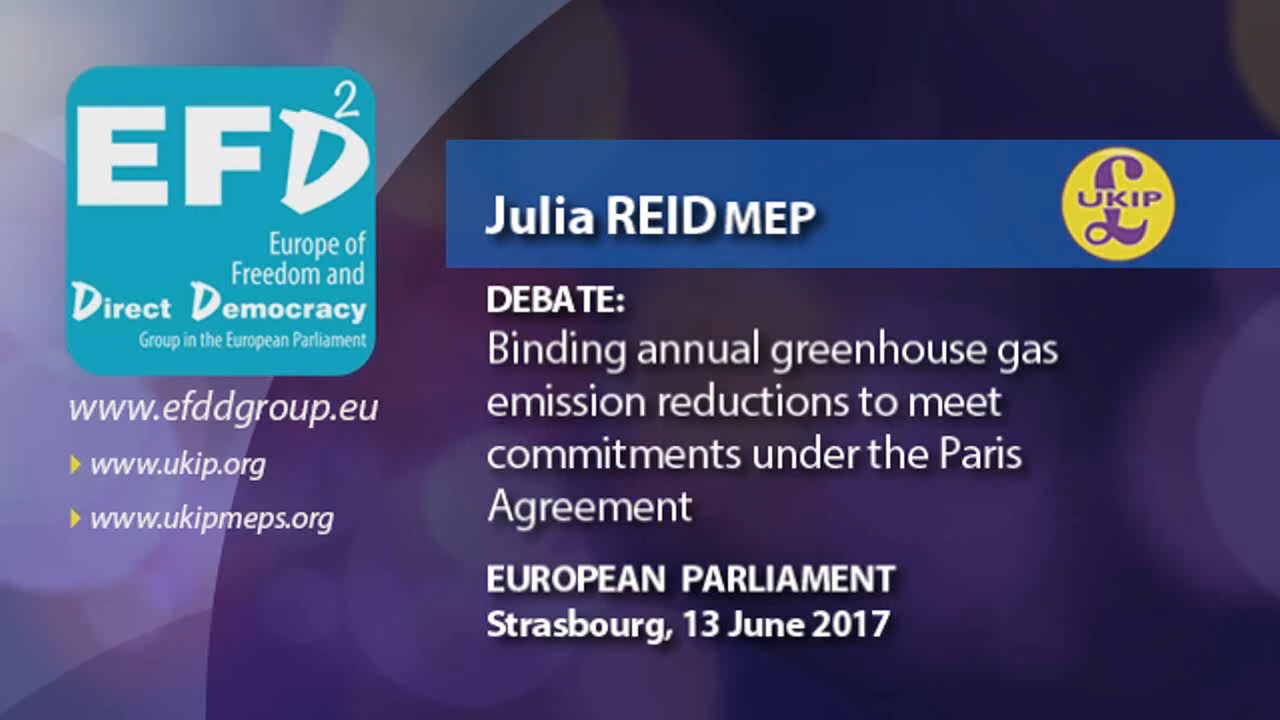 EFD2
Europe of
Freedom and
Direct Democracy
Group in the European Parliament
www.efddgroup.eu
www.ukip.org
www.ukipmeps.org
Julia REID MEP
£
UKIP
DEBATE:
Binding annual greenhouse gas
emission reductions to meet
commitments under the Paris
Agreement
EUROPEAN PARLIAMENT
Strasbourg, 13 June 2017